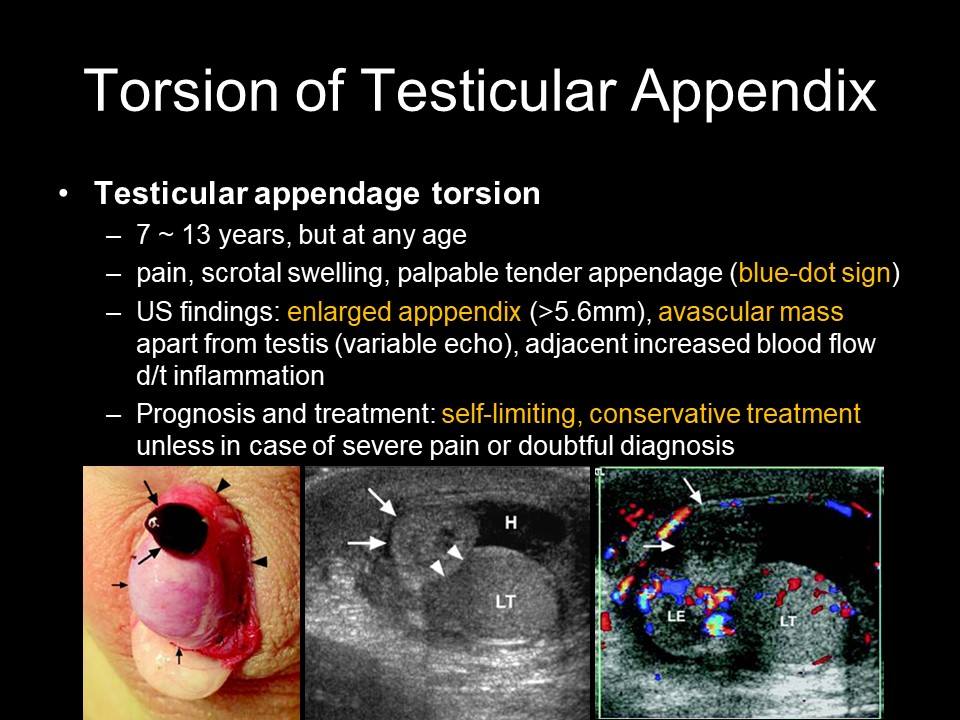 Torsion of Testicular Appendix
• Testicular appendage torsion
– 7 ~ 13 years, but at any age
– pain, scrotal swelling, palpable tender appendage (blue-dot sign)
– US findings: enlarged apppendix (>5.6mm), avascular mass
apart from testis (variable echo), adjacent increased blood flow
d/t inflammation
– Prognosis and treatment: self-limiting, conservative treatment
unless in case of severe pain or doubtful diagnosis
H
LT
LE
LT